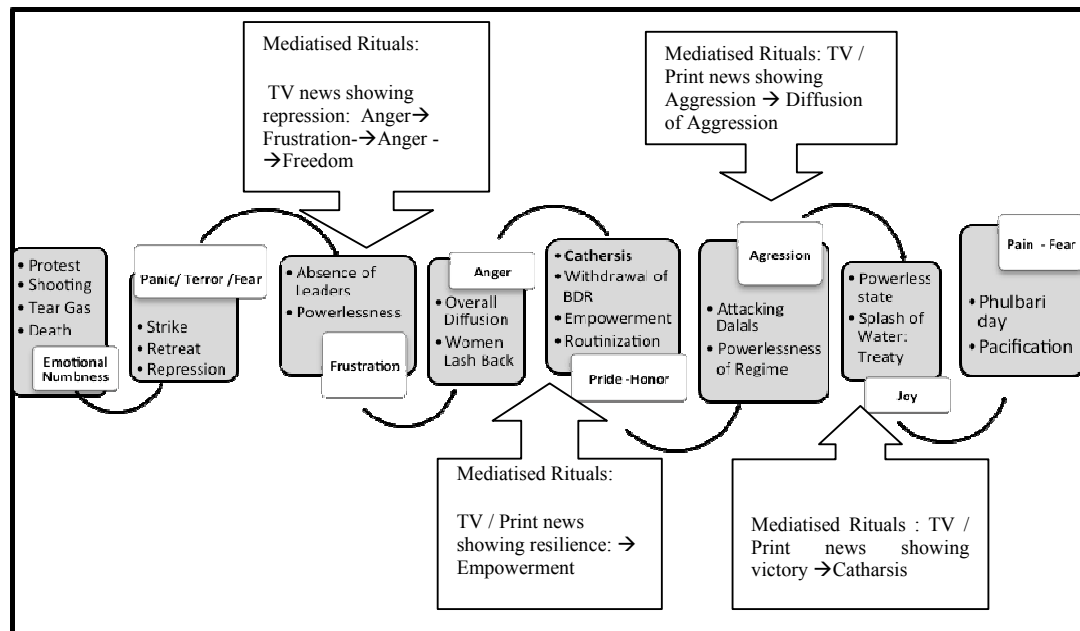 Mediatised Rituals:
TV news showing
repression: Anger→
Frustration-→Anger -
→Freedom
Mediatised Rituals: TV /
Print news showing
Aggression → Diffusion
of Aggression
• Protest
• Shooting
• Tear Gas
• Death
Emotional
Numbness
Panic/ Terror /Fear
• Strike
• Retreat
• Repression
• Absence of
Leaders
• Powerlessness
Frustration
Anger
• Overall
Diffusion
• Women
Lash Back
• Cathersis
• Withdrawal of
BDR
• Empowerment
• Routinization
Pride -Honor
Agression
• Attacking
Dalals
• Powerlessness
of Regime
• Powerless
state
• Splash of
Water:
Treaty
Joy
Pain - Fear
• Phulbari
day
• Pacification
Mediatised Rituals:
TV / Print news
showing resilience: →
Empowerment
Mediatised Rituals : TV /
Print news showing
victory →Catharsis